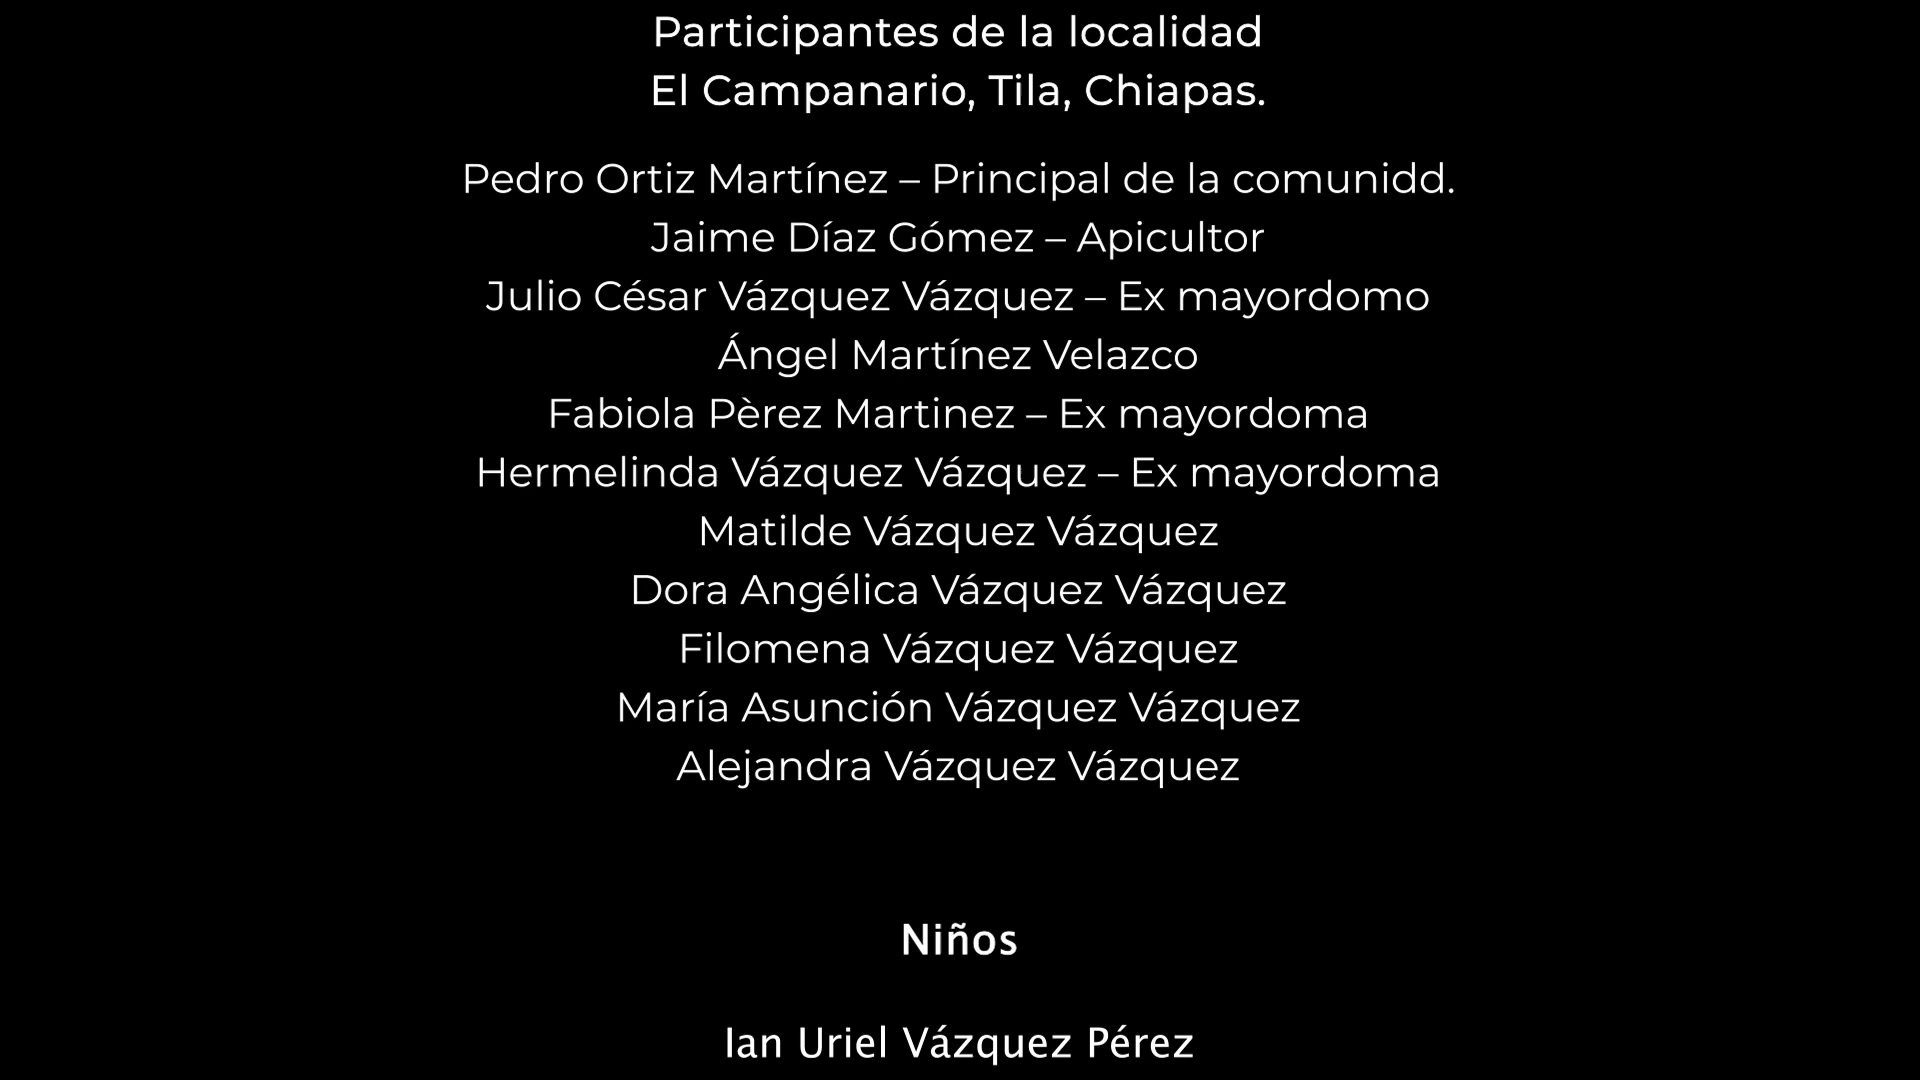 Participantes de la localidad
El Campanario, Tila, Chiapas.
Pedro Ortiz Martínez – Principal de la comunidd.
Jaime Díaz Gómez – Apicultor
Julio César Vázquez Vázquez – Ex mayordomo
Ángel Martínez Velazco
Fabiola Pèrez Martinez – Ex mayordoma
Hermelinda Vázquez Vázquez – Ex mayordoma
Matilde Vázquez Vázquez
Dora Angélica Vázquez Vázquez
Filomena Vázquez Vázquez
María Asunción Vázquez Vázquez
Alejandra Vázquez Vázquez
Niños
Ian Uriel Vázquez Pérez